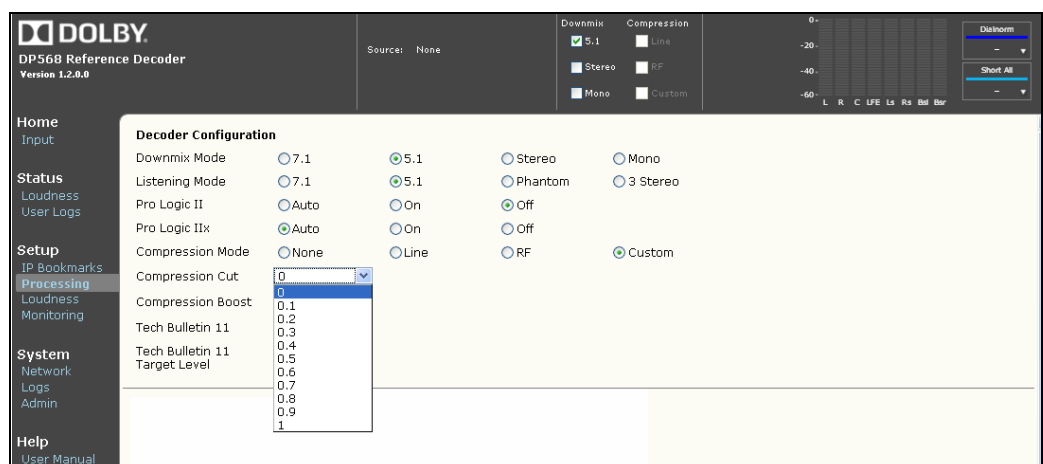 DOLBY
DP568 Reference Decoder
Version 1.2.0.0
Source: None
Downmix Compression
5.1 Line
Stereo RF
Mono Custom
0-
-20-
-40-
-60-
L R C LFE Ls Rs Bsl Bsr
Dialnorm
-
Short All
-
Home
Input
Status
Loudness
User Logs
Setup
IP Bookmarks
Processing
Loudness
Monitoring
System
Network
Logs
Admin
Help
User Manual
Decoder Configuration
Downmix Mode 7.1 5.1 Stereo Mono
Listening Mode 7.1 5.1 Phantom 3 Stereo
Pro Logic II Auto On Off
Pro Logic IIx Auto On Off
Compression Mode None Line RF Custom
Compression Cut 0
Compression Boost
Tech Bulletin 11
Tech Bulletin 11
Target Level
0
0.1
0.2
0.3
0.4
0.5
0.6
0.7
0.8
0.9
1